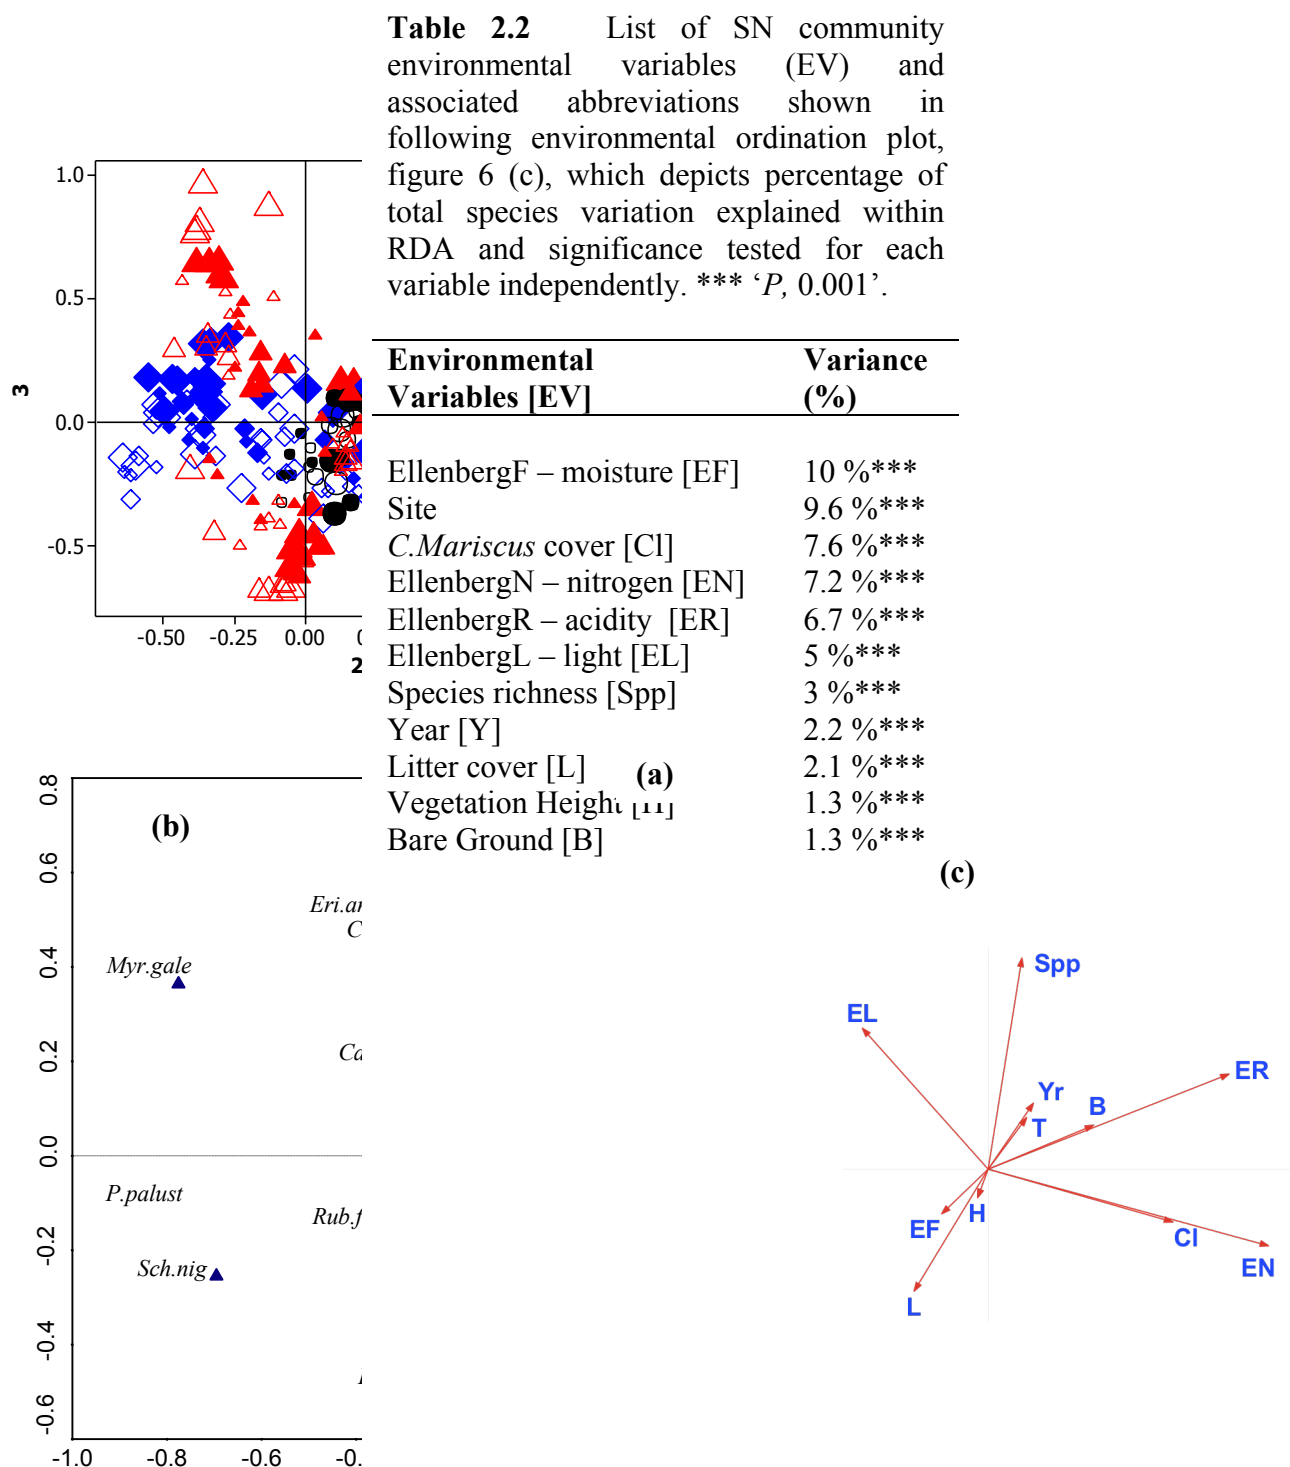 Table 2.2 List of SN community
environmental variables (EV) and
associated abbreviations shown in
following environmental ordination plot,
figure 6 (c), which depicts percentage of
total species variation explained within
RDA and significance tested for each
variable independently. *** ‘P, 0.001’.
Environmental Variance
Variables [EV] (%)
EllenbergF – moisture [EF] 10 %***
Site 9.6 %***
C.Mariscus cover [Cl] 7.6 %***
EllenbergN – nitrogen [EN] 7.2 %***
EllenbergR – acidity [ER] 6.7 %***
EllenbergL – light [EL] 5 %***
Species richness [Spp] 3 %***
Year [Y] 2.2 %***
Litter cover [L] 2.1 %***
(a)
Vegetation Height 1.3 %***
Bare Ground [B] 1.3 %***
1.0
0.5
0.0
-0.5
3
-0.50 -0.25 0.00
2
(b)
0.8
0.6
0.4
0.2
0.0
-0.2
-0.4
-0.6
Myr.gale
P.palust
Sch.nig
-1.0 -0.8 -0.6
(c)
Spp
EL
ER
Yr
B
T
H
EF
Cl
EN
L